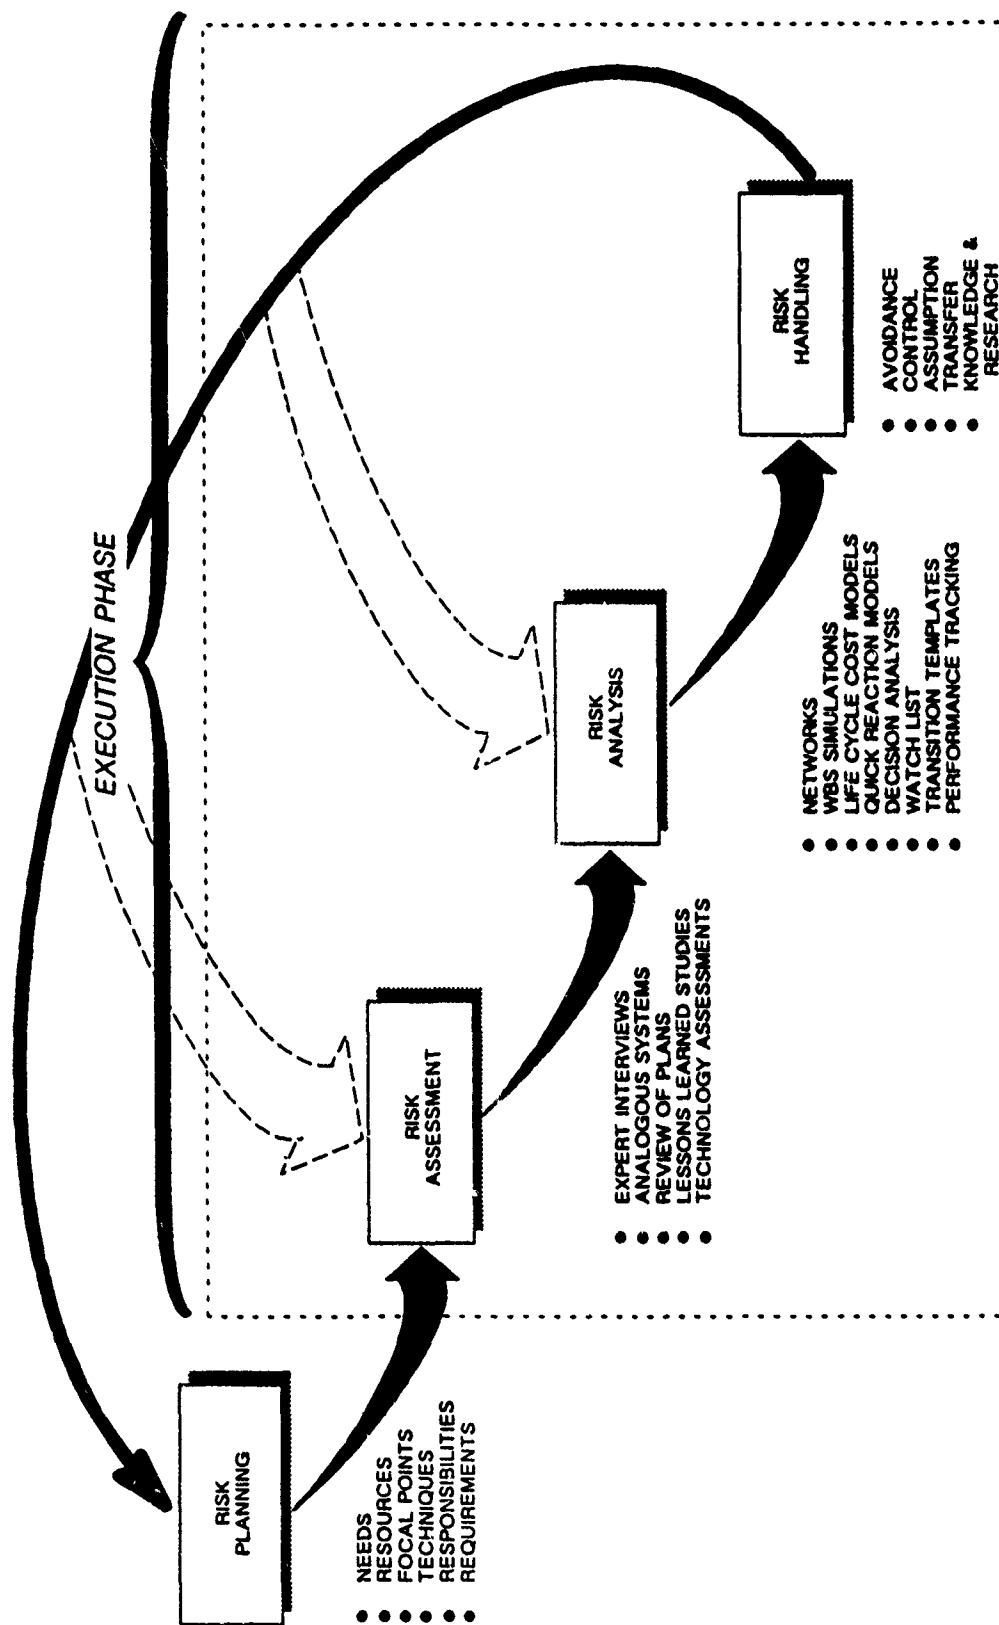 EXECUTION PHASE
RISK
PLANNING
● NEEDS
● RESOURCES
● FOCAL POINTS
● TECHNIQUES
● RESPONSIBILITIES
● REQUIREMENTS
RISK
ASSESSMENT
● EXPERT INTERVIEWS
● ANALOGOUS SYSTEMS
● REVIEW OF PLANS
● LESSONS LEARNED STUDIES
● TECHNOLOGY ASSESSMENTS
RISK
ANALYSIS
● NETWORKS
● WBS SIMULATIONS
● LIFE CYCLE COST MODELS
● QUICK REACTION MODELS
● DECISION ANALYSIS
● WATCH LIST
● TRANSITION TEMPLATES
● PERFORMANCE TRACKING
RISK
HANDLING
● AVOIDANCE
● CONTROL
● ASSUMPTION
● TRANSFER
● KNOWLEDGE &
RESEARCH